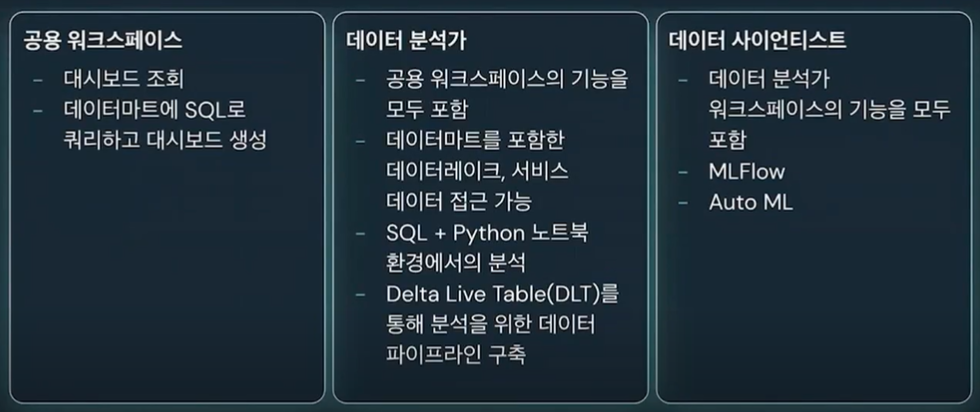 공용 워크스페이스
- 대시보드 조회
- 데이터마트에 SQL로
쿼리하고 대시보드 생성
데이터 분석가
- 공용 워크스페이스의 기능을
모두 포함
- 데이터마트를 포함한
데이터레이크, 서비스
데이터 접근 가능
- SQL + Python 노트북
환경에서의 분석
- Delta Live Table(DLT)를
통해 분석을 위한 데이터
파이프라인 구축
데이터 사이언티스트
- 데이터 분석가
워크스페이스의 기능을 모두
포함
- MLFlow
- Auto ML